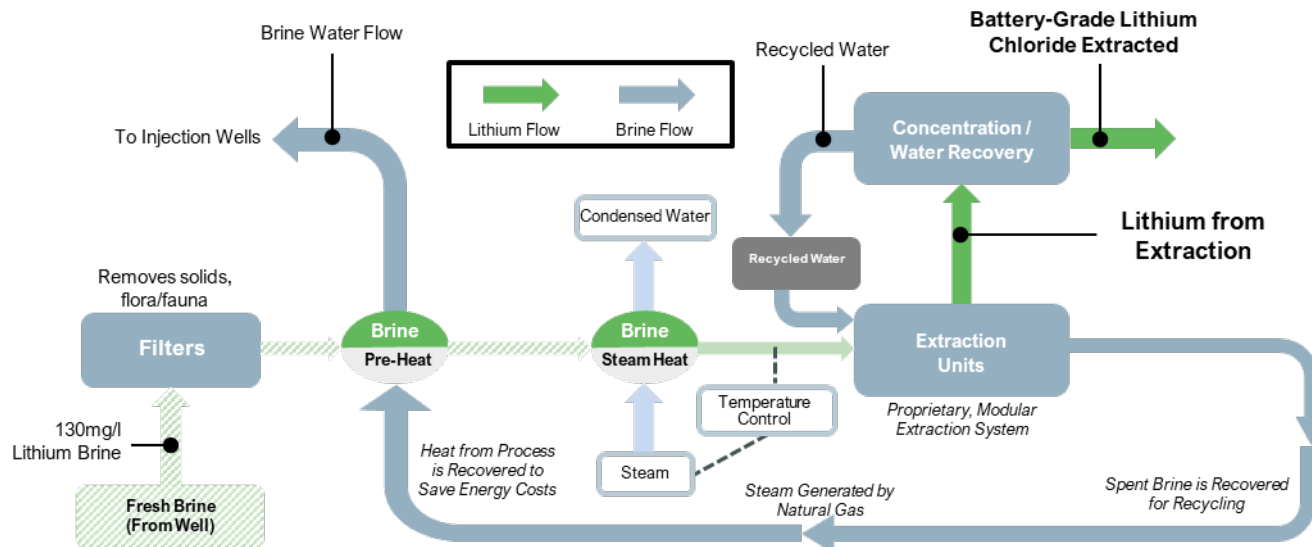 Battery-Grade Lithium
Chloride Extracted
Brine Water Flow
Recycled Water
Lithium Flow
Brine Flow
To Injection Wells
Concentration /
Water Recovery
Condensed Water
Lithium from
Extraction
Recycled Water
Removes solids,
flora/fauna
Filters
Brine
Pre-Heat
Brine
Steam Heat
Extraction
Units
Temperature
Control
Proprietary, Modular
Extraction System
130mg/l
Lithium Brine
Heat from Process
is Recovered to
Save Energy Costs
Steam
Steam Generated by
Natural Gas
Spent Brine is Recovered
for Recycling
Fresh Brine
(From Well)